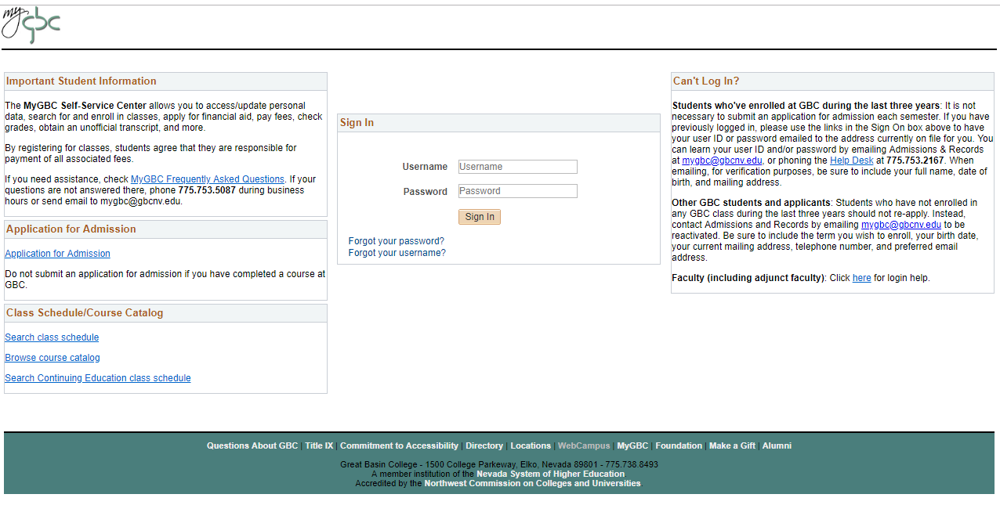 my gbc
Important Student Information
The MyGBC Self-Service Center allows you to access/update personal
data, search for and enroll in classes, apply for financial aid, pay fees, check
grades, obtain an unofficial transcript, and more.
By registering for classes, students agree that they are responsible for
payment of all associated fees.
If you need assistance, check MyGBC Frequently Asked Questions. If your
questions are not answered there, phone 775.753.5087 during business
hours or send email to mygbc@gbcnv.edu.
Application for Admission
Application for Admission
Do not submit an application for admission if you have completed a course at
GBC.
Class Schedule/Course Catalog
Search class schedule
Browse course catalog
Search Continuing Education class schedule
Sign In
Username Username
Password Password
Sign In
Forgot your password?
Forgot your username?
Can't Log In?
Students who've enrolled at GBC during the last three years: It is not
necessary to submit an application for admission each semester. If you have
previously logged in, please use the links in the Sign On box above to have
your user ID or password emailed to the address currently on file for you. You
can learn your user ID and/or password by emailing Admissions & Records
at mygbc@gbcnv.edu, or phoning the Help Desk at 775.753.2167. When
emailing, for verification purposes, be sure to include your full name, date of
birth, and mailing address.
Other GBC students and applicants: Students who have not enrolled in
any GBC class during the last three years should not re-apply. Instead,
contact Admissions and Records by emailing mygbc@gbcnv.edu to be
reactivated. Be sure to include the term you wish to enroll, your birth date,
your current mailing address, telephone number, and preferred email
address.
Faculty (including adjunct faculty): Click here for login help.
Questions About GBC | Title IX | Commitment to Accessibility | Directory | Locations | WebCampus | MyGBC | Foundation | Make a Gift | Alumni
Great Basin College - 1500 College Parkeway, Elko, Nevada 89801 - 775.738.8493
A member institution of the Nevada System of Higher Education
Accredited by the Northwest Commission on Colleges and Universities.